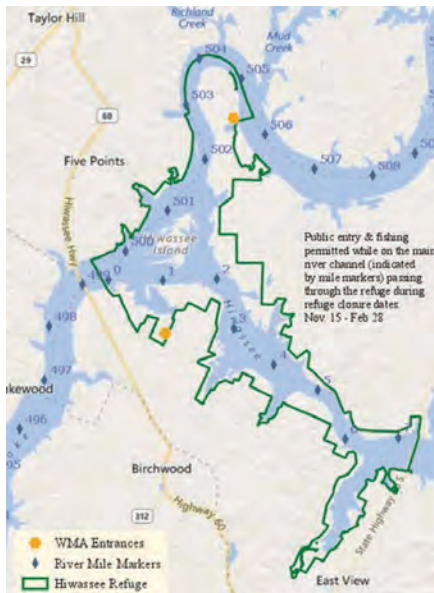 Richland
Creek
Taylor Hill
Mud
Creek
29
504
505
503
60
506
502
Five Points
507
508
501
Public entry & fishing
permitted while on the main
river channel (indicated
by mile markers) passing
through the refuge during
refuge closure dates.
Nov. 15 - Feb 28
500
Hiwassee
Island
Hiwassee Hwy
499
0
1
2
498
Hiwassee
3
4
497
5
496
Birchwood
312
Highway 60
State Highway
East View
WMA Entrances
River Mile Markers
Hiwassee Refuge